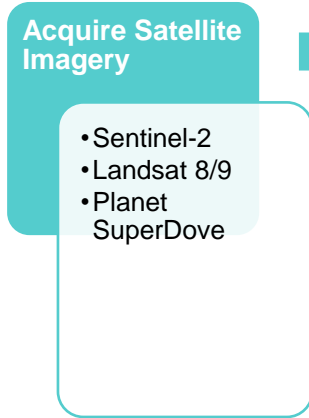 Acquire Satellite
Imagery
•Sentinel-2
•Landsat 8/9
•Planet
SuperDove